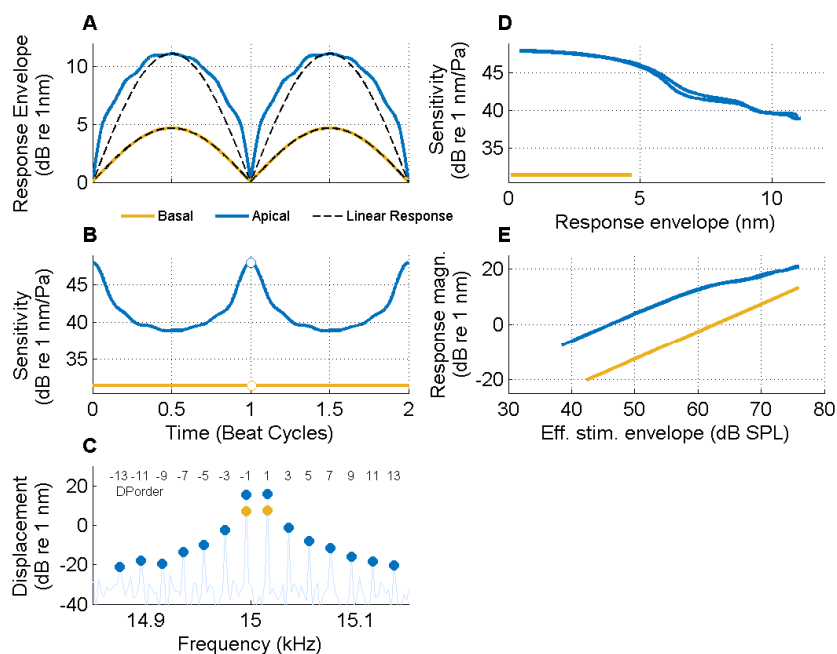 A
Response Envelope
(dB re 1nm)
10
5
0
Basal
Apical
Linear Response
B
Sensitivity
(dB re 1 nm/Pa)
45
40
35
0
0.5
1
1.5
2
Time (Beat Cycles)
C
-13 -11 -9 -7 -5 -3 -1 1 3 5 7 9 11 13
DPorder
Displacement
(dB re 1 nm)
20
0
-20
-40
14.9
15
15.1
Frequency (kHz)
D
Sensitivity
(dB re 1 nm/Pa)
45
40
35
0
5
10
Response envelope (nm)
E
Response magn.
(dB re 1 nm)
20
0
-20
30
40
50
60
70
80
Eff. stim. envelope (dB SPL)